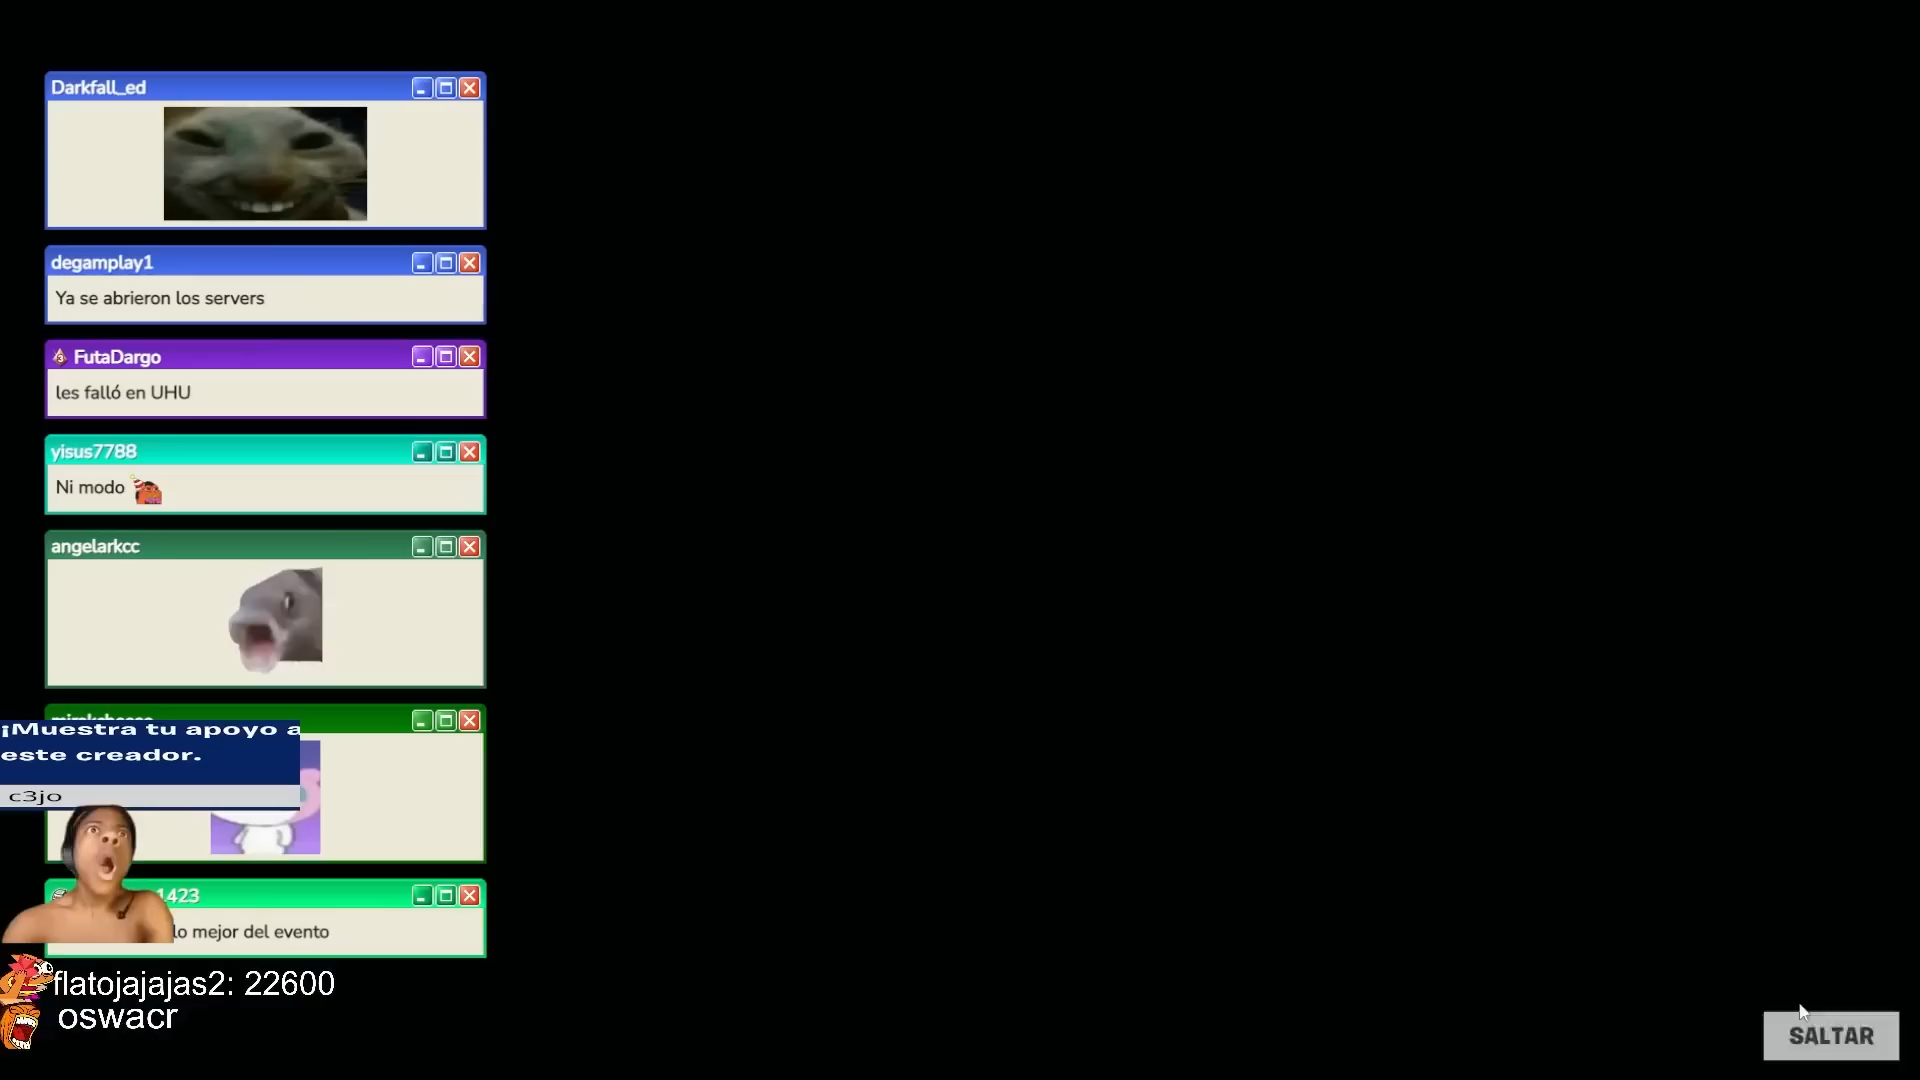 Darkfall_ed
degamplay1
Ya se abrieron los servers
FutaDargo
les falló en UHU
yisus7788
Ni modo
angelarkcc
¡Muestra tu apoyo a
este creador.
c3jo
1423
lo mejor del evento
flatojajajas2: 22600
oswacr
SALTAR